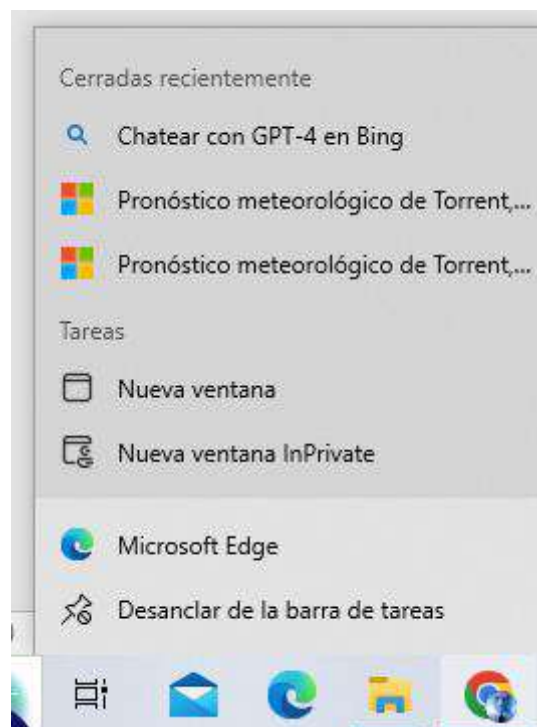 Cerradas recientemente
Chatear con GPT-4 en Bing
Pronóstico meteorológico de Torrent,...
Pronóstico meteorológico de Torrent,...
Tareas
Nueva ventana
Nueva ventana InPrivate
Microsoft Edge
Desanclar de la barra de tareas